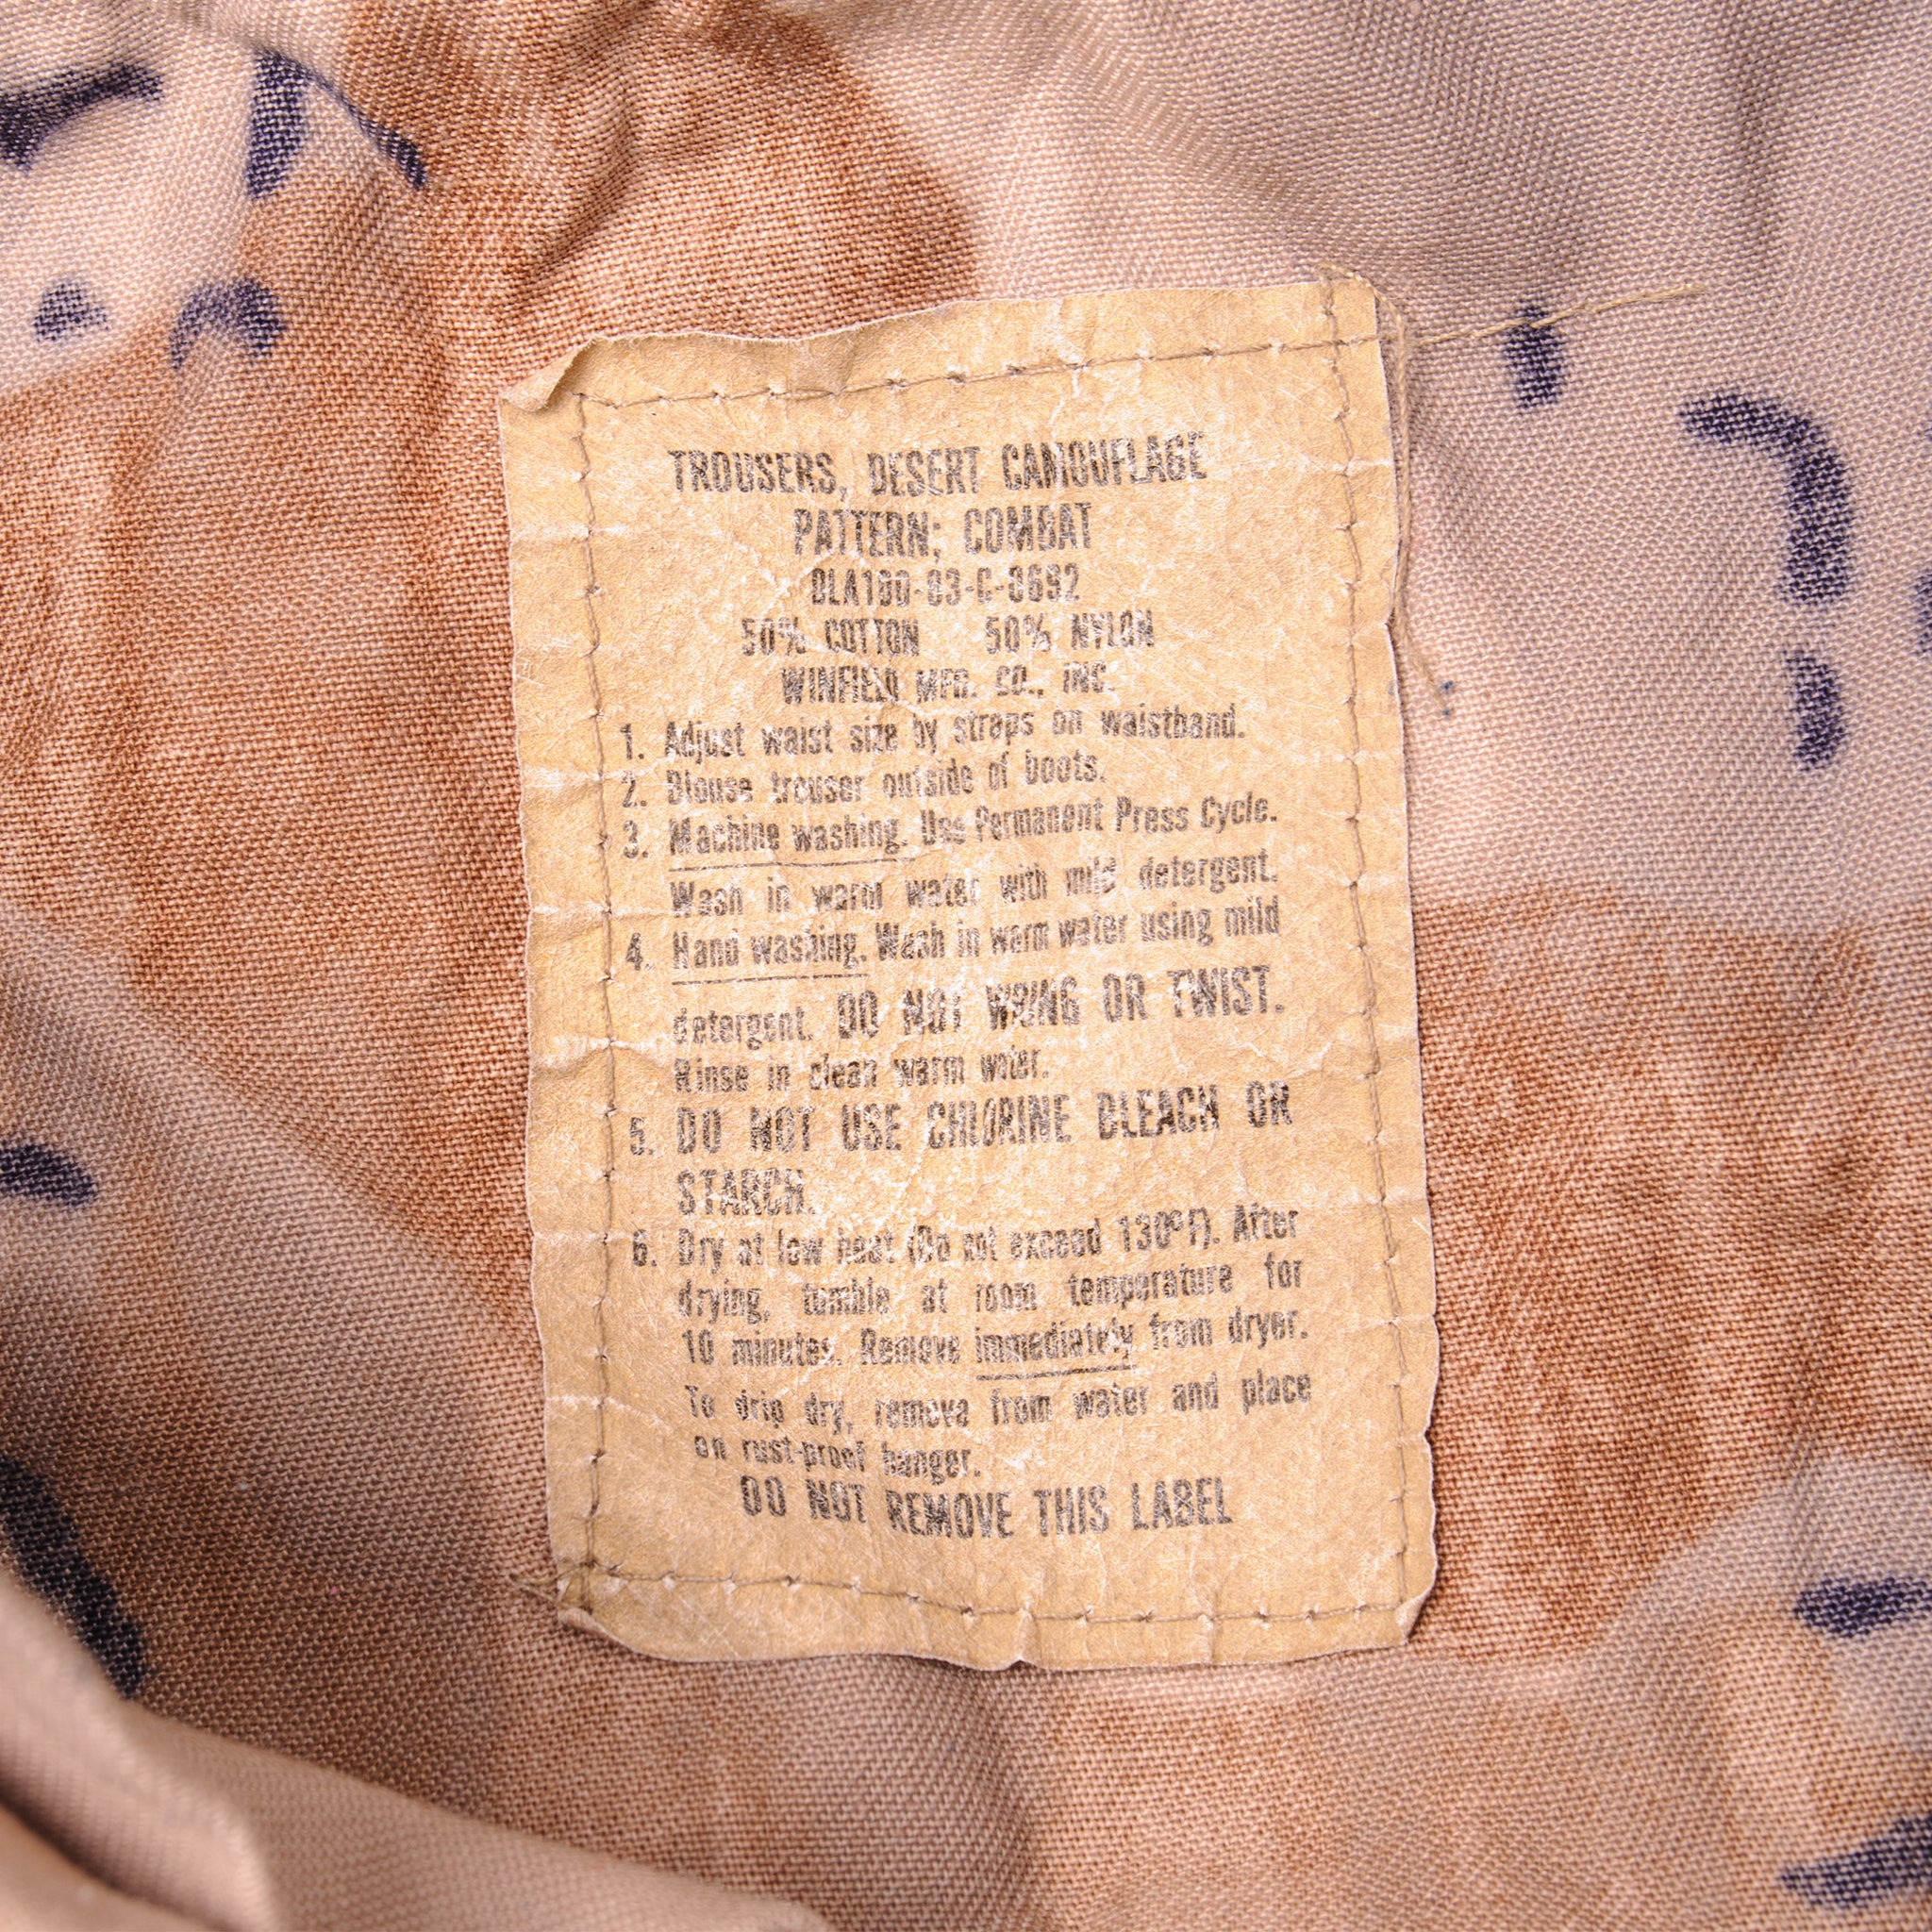 TROUSERS, DESERT CAMOUFLAGE
PATTERN; COMBAT
DLA100-83-C-3692
50% COTTON 50% NYLON
WINFIELD MFG. CO., INC.
1. Adjust waist size by straps on waistband.
2. Blouse trouser outside of boots.
3. Machine washing. Use Permanent Press Cycle.
Wash in warm water with mild detergent.
4. Hand washing. Wash in warm water using mild
detergent. DO NOT WRING OR TWIST.
Rinse in clean warm water.
5. DO NOT USE CHLORINE BLEACH OR
STARCH.
6. Dry at low heat (Do not exceed 130°F). After
drying, tumble at room temperature for
10 minutes. Remove immediately from dryer.
To drip dry, remove from water and place
on rust-proof hanger.
DO NOT REMOVE THIS LABEL